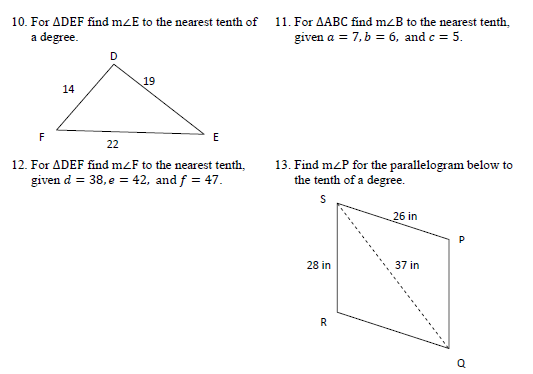 10. For ΔDEF find m∠E to the nearest tenth of
a degree.
D
14
19
F
E
22
11. For ΔABC find m∠B to the nearest tenth,
given a = 7, b = 6, and c = 5.
12. For ΔDEF find m∠F to the nearest tenth,
given d = 38, e = 42, and f = 47.
13. Find m∠P for the parallelogram below to
the tenth of a degree.
S
26 in
P
28 in
37 in
R
Q